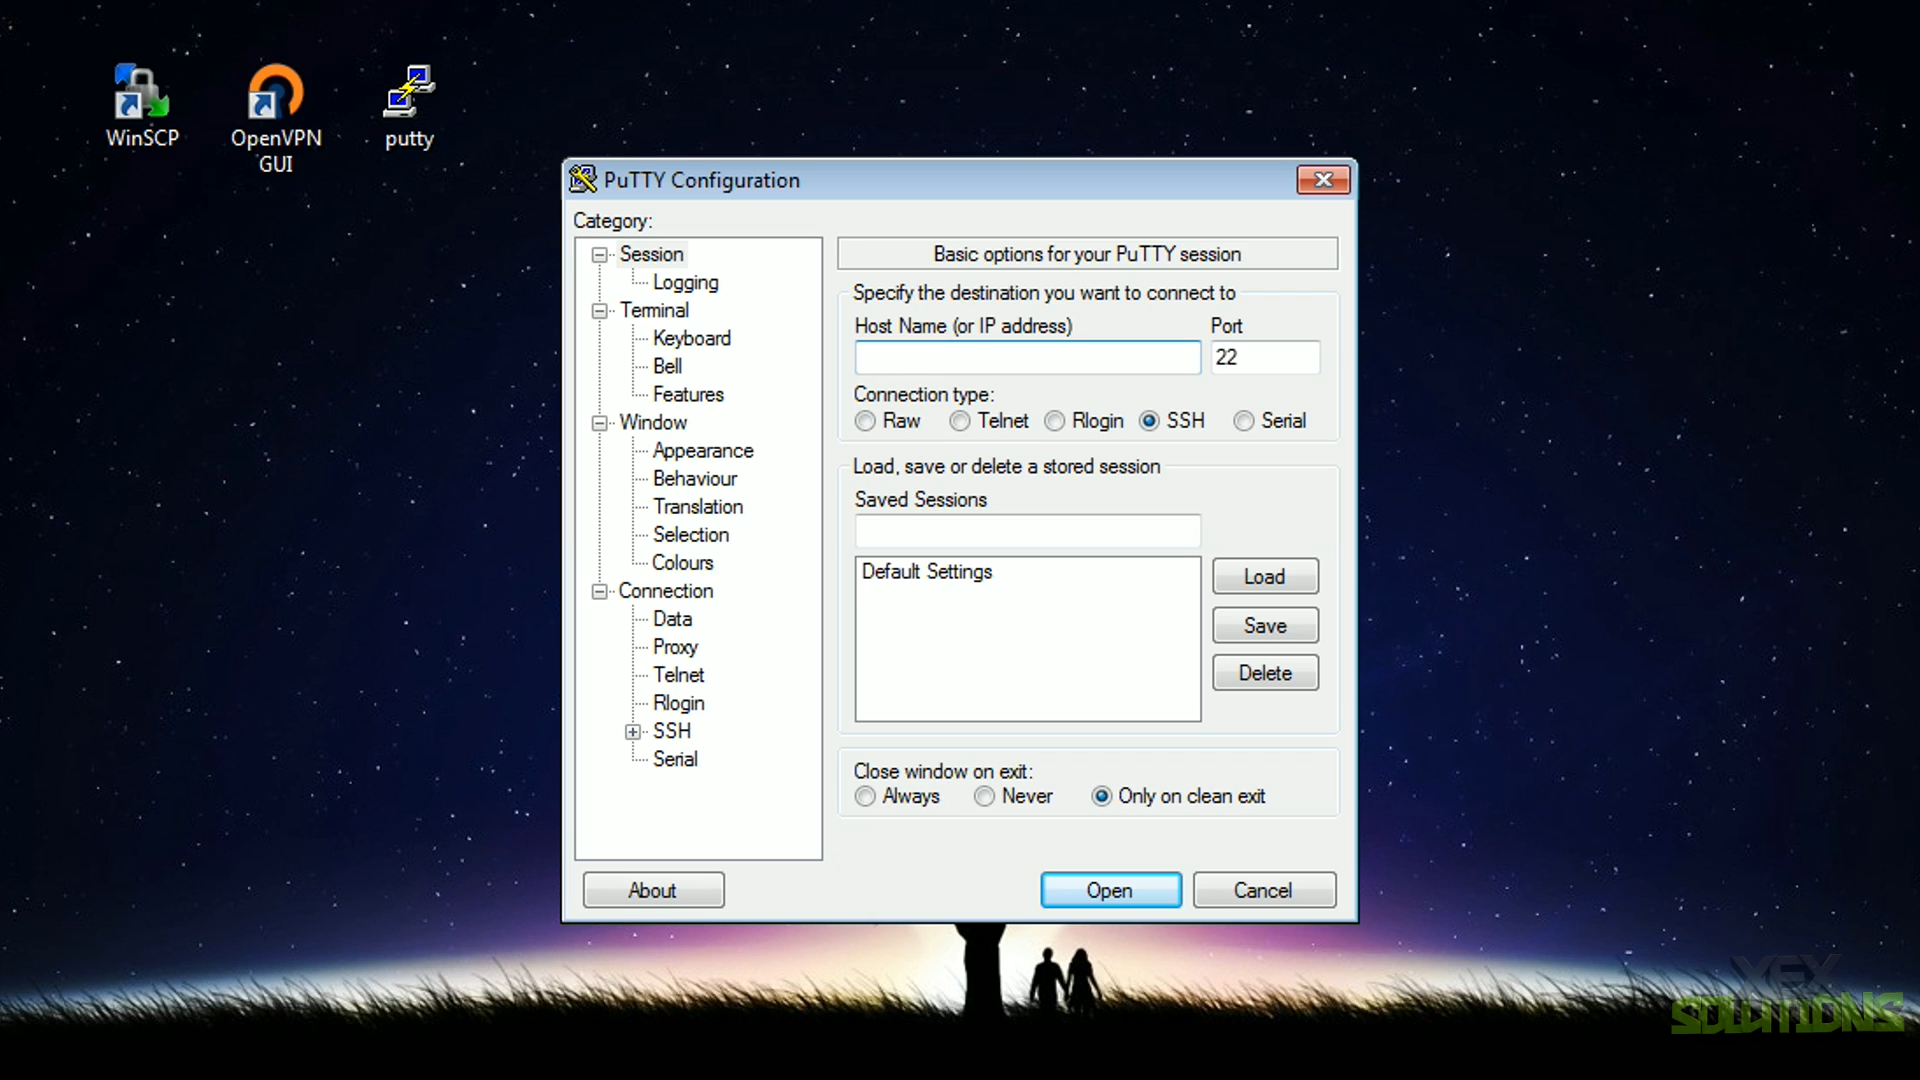 WinSCP
OpenVPN
GUI
putty
PuTTY Configuration
Category:
Session
Logging
Terminal
Keyboard
Bell
Features
Window
Appearance
Behaviour
Translation
Selection
Colours
Connection
Data
Proxy
Telnet
Rlogin
SSH
Serial
About
Basic options for your PuTTY session
Specify the destination you want to connect to
Host Name (or IP address) Port
22
Connection type:
Raw Telnet Rlogin SSH Serial
Load, save or delete a stored session
Saved Sessions
Default Settings
Load
Save
Delete
Close window on exit:
Always Never Only on clean exit
Open Cancel
SOLUTIONS